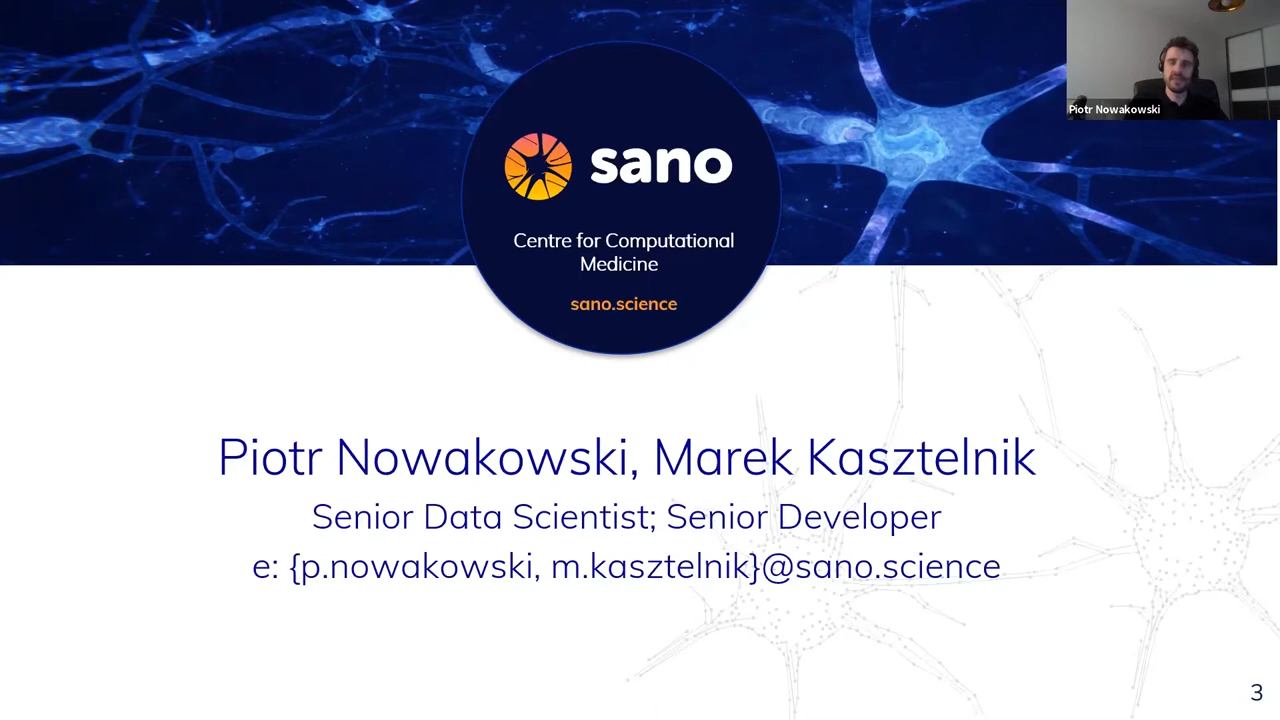 sano
Centre for Computational
Medicine
sano.science
Piotr Nowakowski
Piotr Nowakowski, Marek Kasztelnik
Senior Data Scientist; Senior Developer
e: {p.nowakowski, m.kasztelnik}@sano.science
3